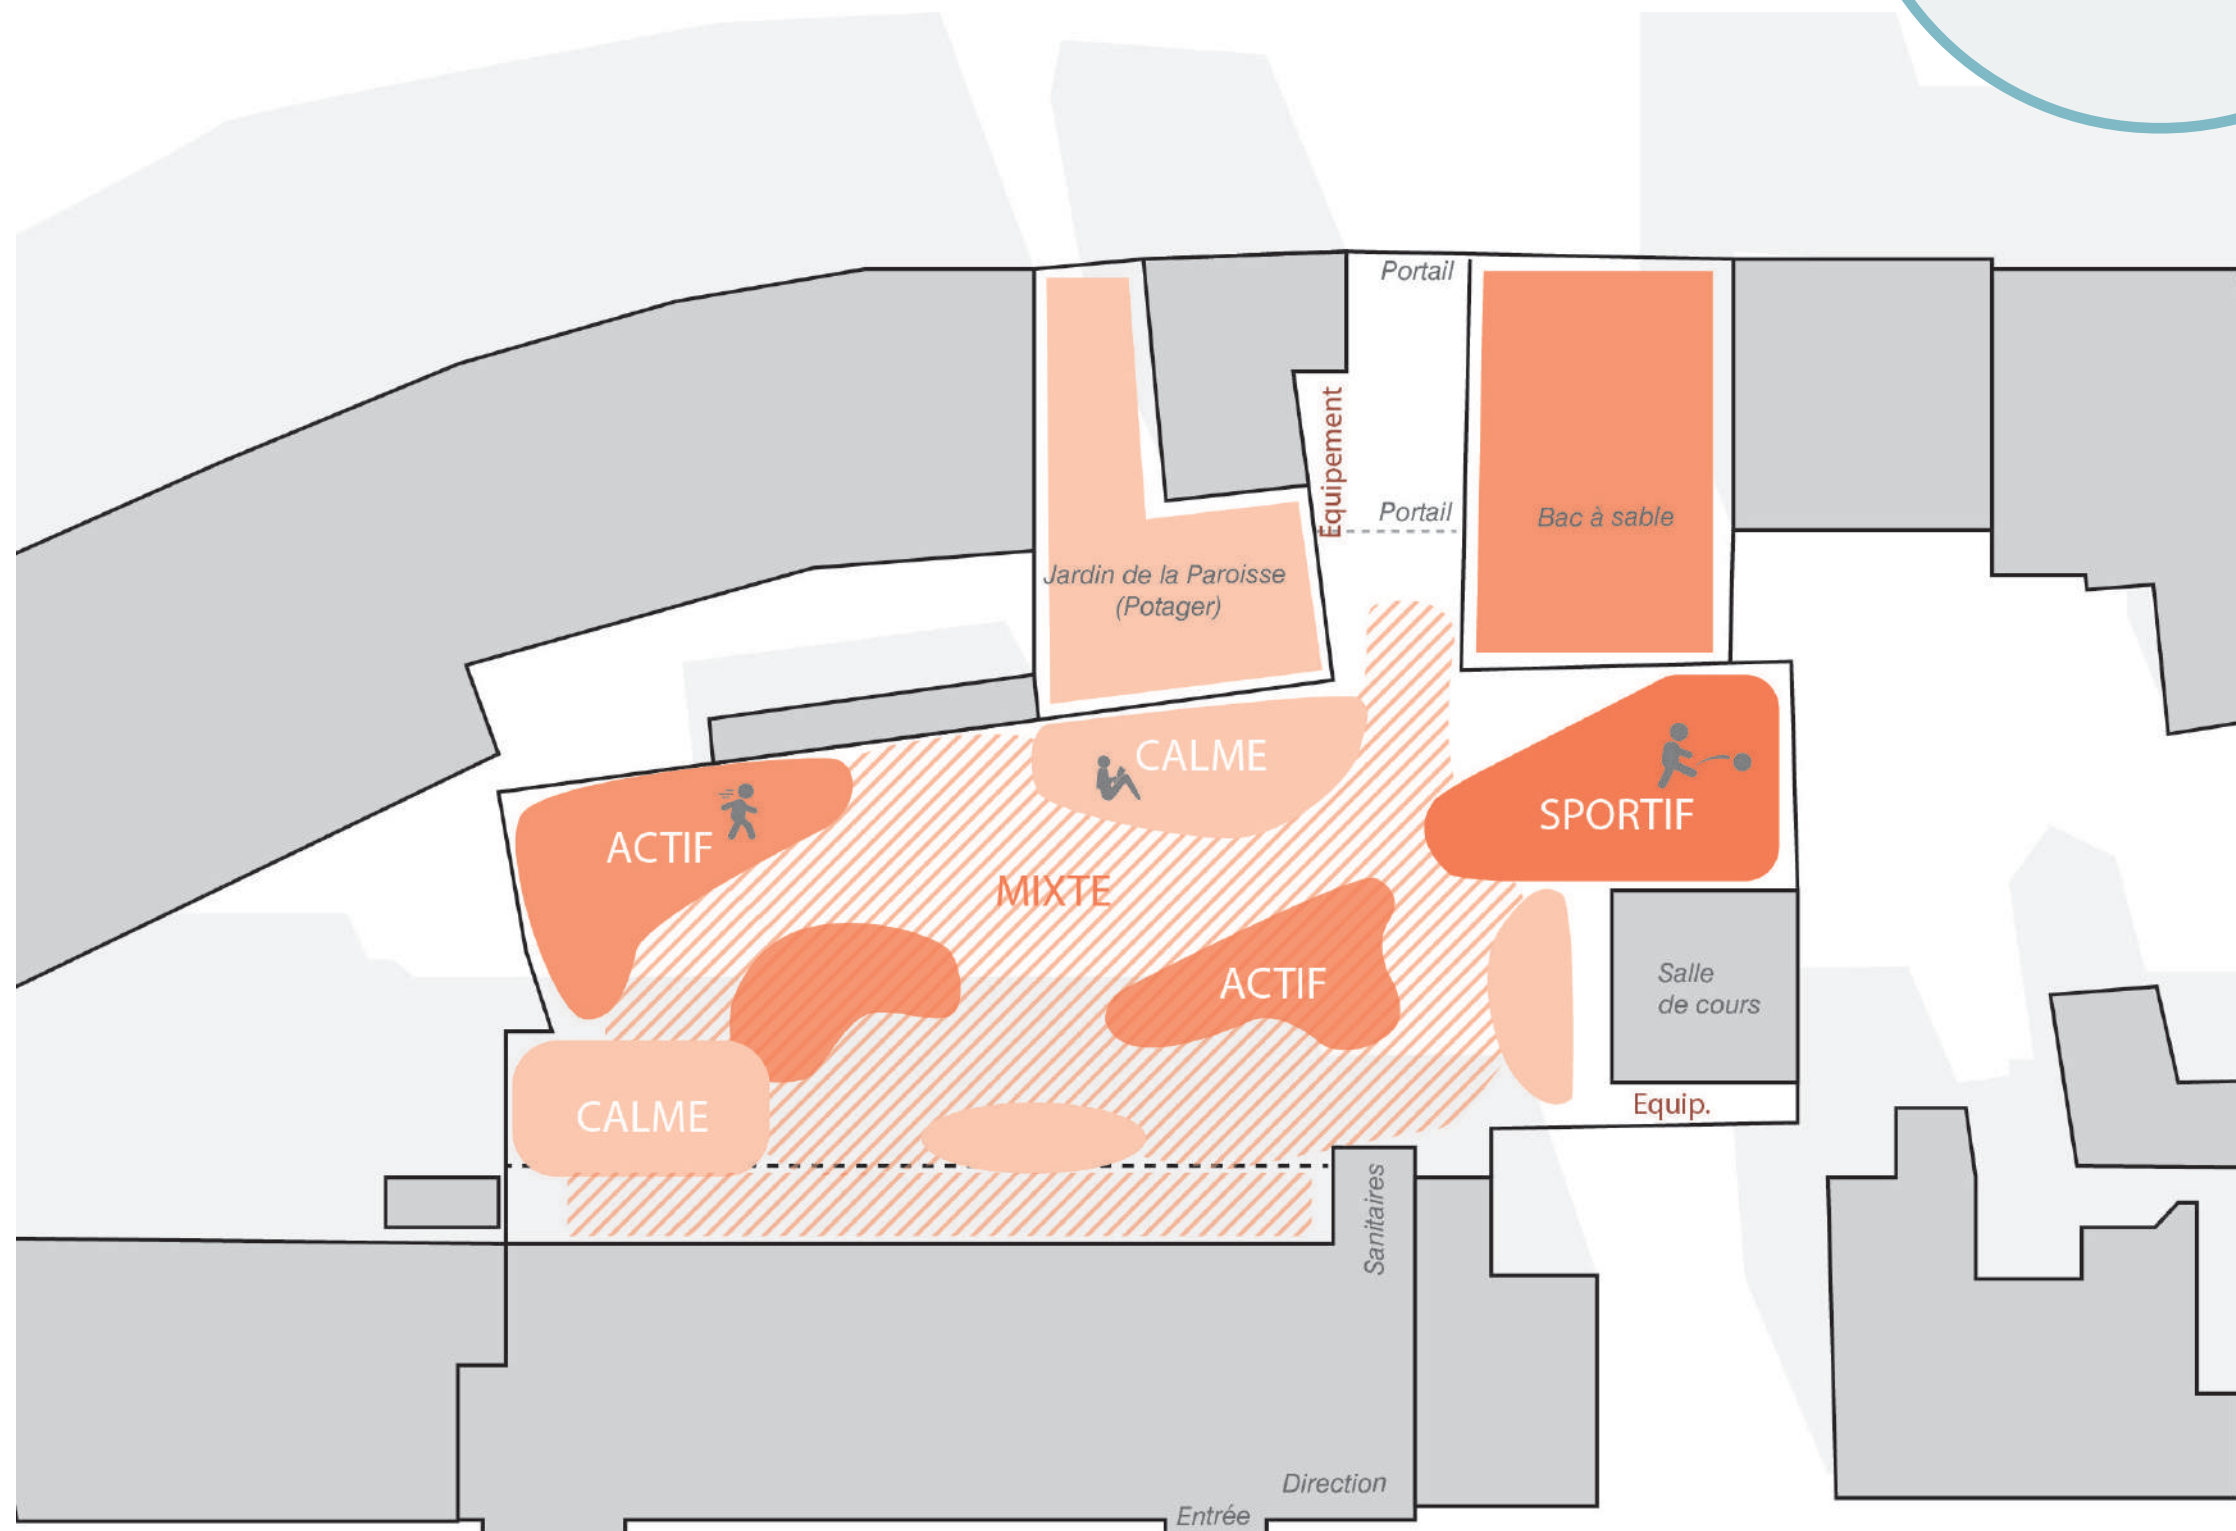 Portail
Equipement
Portail
Bac à sable
Jardin de la Paroisse
(Potager)
CALME
SPORTIF
ACTIF
MIXTE
ACTIF
Salle
de cours
CALME
Equip.
Sanitaires
Direction
Entrée